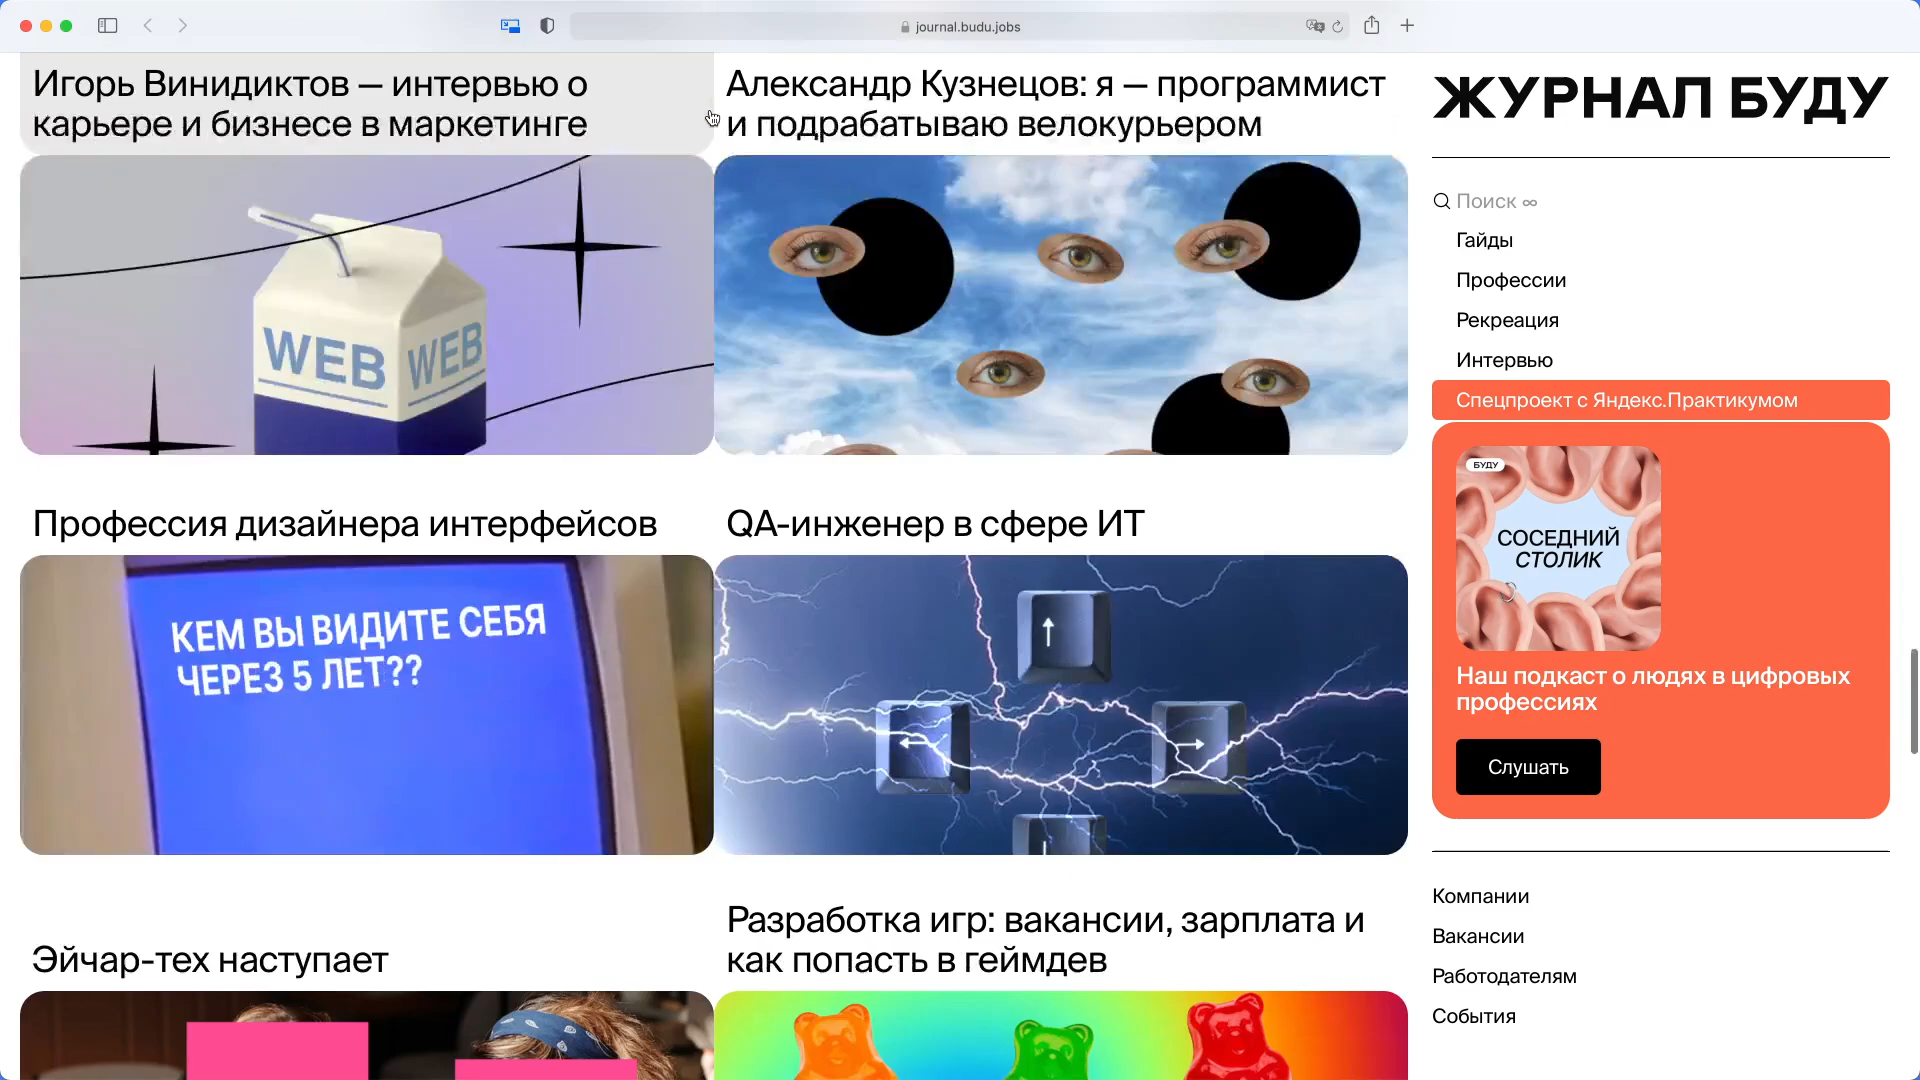 journal.budu.jobs
Игорь Винидиктов — интервью о
карьере и бизнесе в маркетинге
WEB WEB
Александр Кузнецов: я — программист
и подрабатываю велокурьером
Профессия дизайнера интерфейсов
КЕМ ВЫ ВИДИТЕ СЕБЯ
ЧЕРЕЗ 5 ЛЕТ??
QA-инженер в сфере ИТ
Эйчар-тех наступает
Разработка игр: вакансии, зарплата и
как попасть в геймдев
ЖУРНАЛ БУДУ
Поиск ∞
Гайды
Профессии
Рекреация
Интервью
Спецпроект с Яндекс.Практикумом
БУДУ
СОСЕДНИЙ
СТОЛИК
Наш подкаст о людях в цифровых
профессиях
Слушать
Компании
Вакансии
Работодателям
События